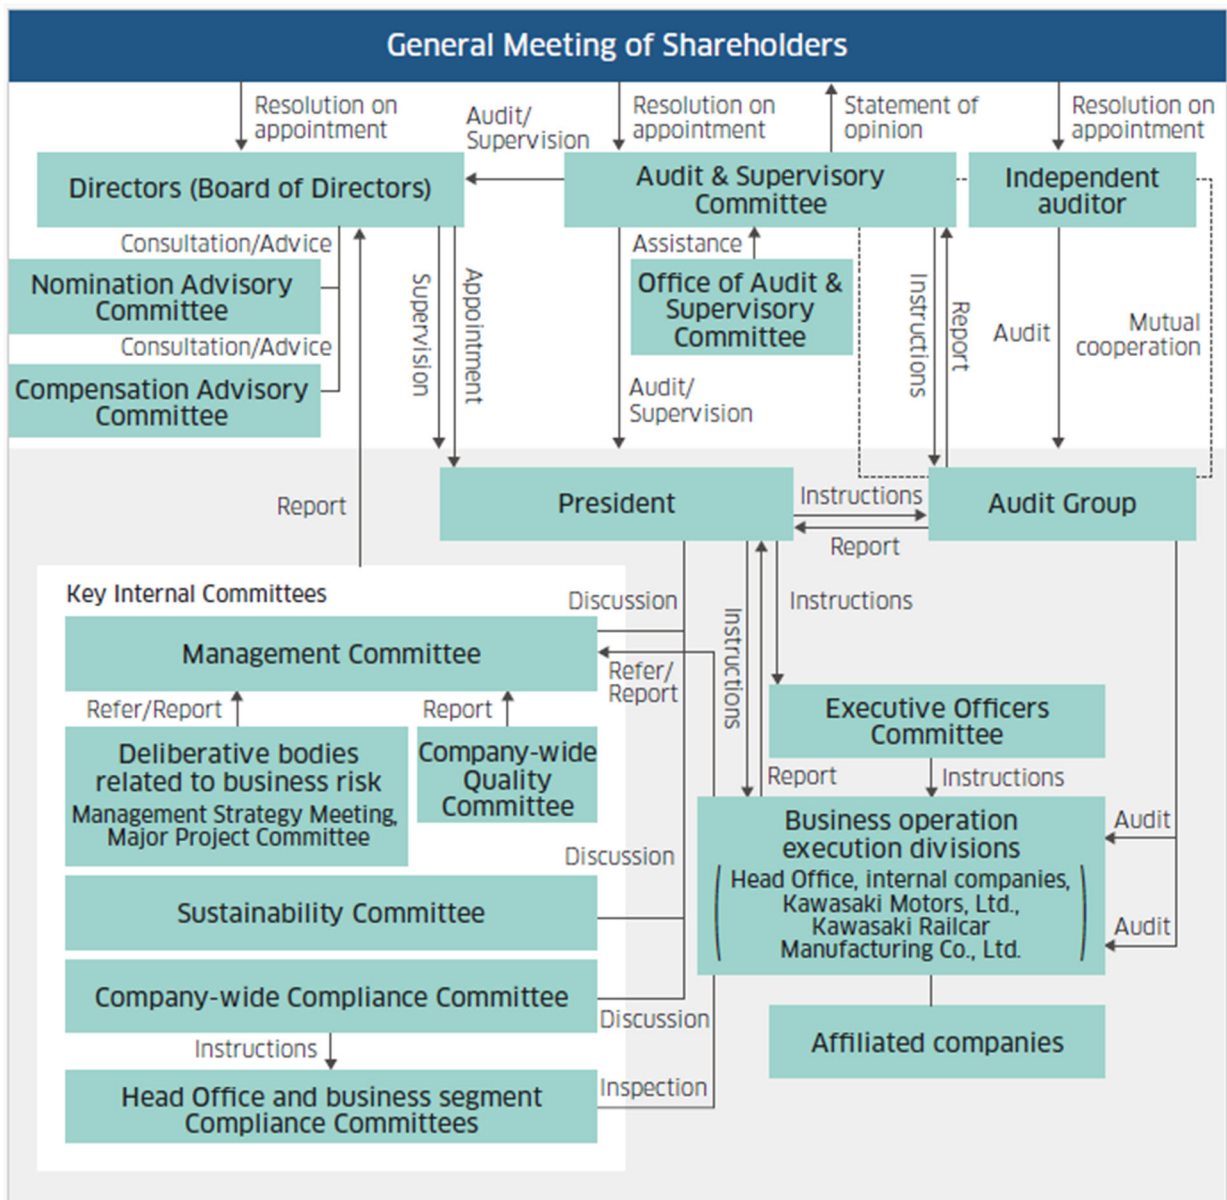 General Meeting of Shareholders
Resolution on
appointment
Audit/
Supervision
Resolution on
appointment
Statement of
opinion
Resolution on
appointment
Directors (Board of Directors)
Audit & Supervisory
Committee
Independent
auditor
Consultation/Advice
Nomination Advisory
Committee
Consultation/Advice
Compensation Advisory
Committee
Supervision
Appointment
Assistance
Office of Audit &
Supervisory
Committee
Audit/
Supervision
Instructions
Report
Audit
Mutual
cooperation
Report
President
Instructions
Report
Audit Group
Key Internal Committees
Discussion
Management Committee
Refer/
Report
Instructions
Instructions
Refer/Report
Report
Deliberative bodies
related to business risk
Management Strategy Meeting,
Major Project Committee
Company-wide
Quality
Committee
Executive Officers
Committee
Report
Instructions
Discussion
Business operation
execution divisions
(Head Office, internal companies,
Kawasaki Motors, Ltd.,
Kawasaki Railcar
Manufacturing Co., Ltd.)
Audit
Audit
Sustainability Committee
Company-wide Compliance Committee
Discussion
Instructions
Affiliated companies
Head Office and business segment
Compliance Committees
Inspection